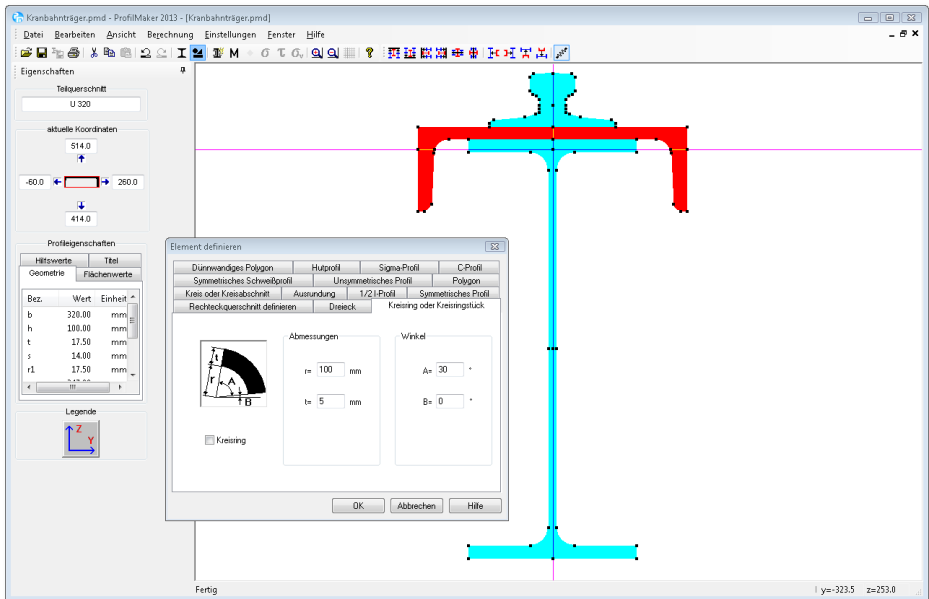 Kranbahnträger.pmd - ProfilMaker 2013 - [Kranbahnträger.pmd]
Datei Bearbeiten Ansicht Berechnung Einstellungen Fenster Hilfe
Eigenschaften
Teilquerschnitt
U 320
aktuelle Koordinaten
514.0
-60.0 260.0
414.0
Profileigenschaften
Hilfswerte Titel
Geometrie Flächenwerte
Bez. Wert Einheit
b 320.00 mm
h 100.00 mm
t 17.50 mm
s 14.00 mm
r1 17.50 mm
Legende
Z
Y
Element definieren
Dünnwandiges Polygon Hutprofil Sigma-Profil C-Profil
Symmetrisches Schweißprofil Unsymmetrisches Profil Polygon
Kreis oder Kreisabschnitt Ausrundung 1/2 I-Profil Symmetrisches Profil
Rechteckquerschnitt definieren Dreieck Kreisring oder Kreisringstück
t
r
A
B
Kreisring
Abmessungen
r= 100 mm
t= 5 mm
Winkel
A= 30 °
B= 0 °
OK Abbrechen Hilfe
Fertig
y=-323.5 z=253.0